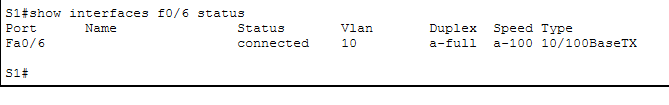 S1#show interfaces f0/6 status
Port      Name               Status       Vlan       Duplex  Speed Type
Fa0/6                        connected    10         a-full  a-100 10/100BaseTX
S1#